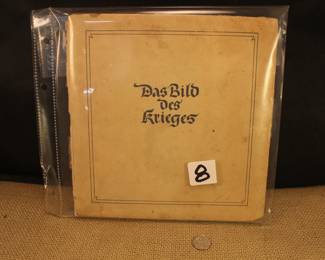 Das Bild
des
Krieges
8